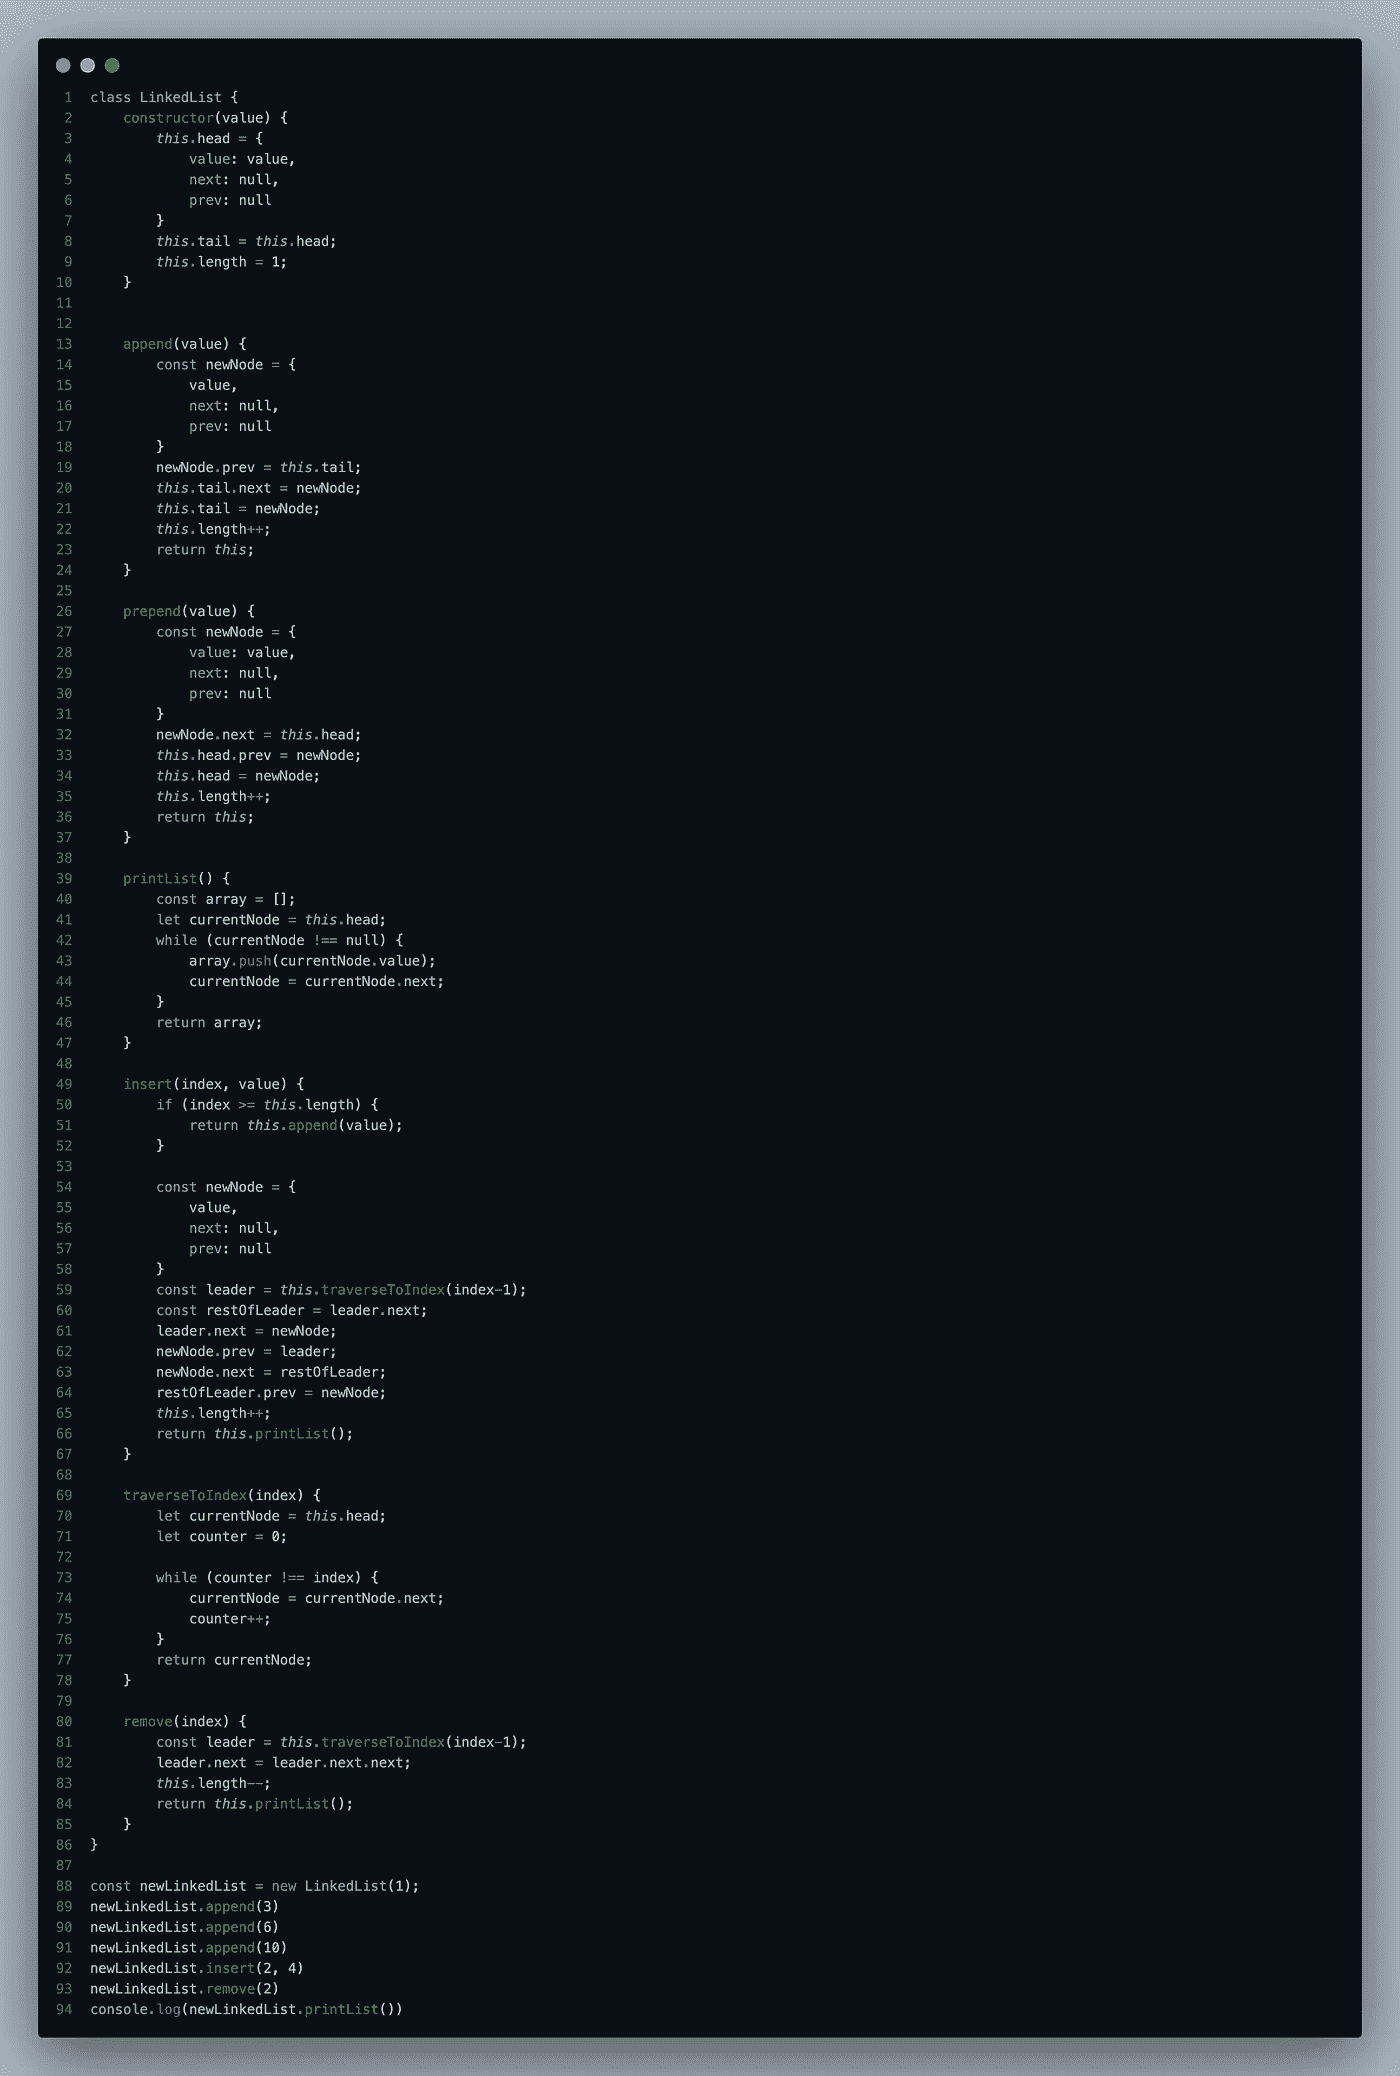 1 class LinkedList {
2 constructor(value) {
3 this.head = {
4 value: value,
5 next: null,
6 prev: null
7 }
8 this.tail = this.head;
9 this.length = 1;
10 }
11
12
13 append(value) {
14 const newNode = {
15 value,
16 next: null,
17 prev: null
18 }
19 newNode.prev = this.tail;
20 this.tail.next = newNode;
21 this.tail = newNode;
22 this.length++;
23 return this;
24 }
25
26 prepend(value) {
27 const newNode = {
28 value: value,
29 next: null,
30 prev: null
31 }
32 newNode.next = this.head;
33 this.head.prev = newNode;
34 this.head = newNode;
35 this.length++;
36 return this;
37 }
38
39 printList() {
40 const array = [];
41 let currentNode = this.head;
42 while (currentNode !== null) {
43 array.push(currentNode.value);
44 currentNode = currentNode.next;
45 }
46 return array;
47 }
48
49 insert(index, value) {
50 if (index >= this.length) {
51 return this.append(value);
52 }
53
54 const newNode = {
55 value,
56 next: null,
57 prev: null
58 }
59 const leader = this.traverseToIndex(index-1);
60 const restOfLeader = leader.next;
61 leader.next = newNode;
62 newNode.prev = leader;
63 newNode.next = restOfLeader;
64 restOfLeader.prev = newNode;
65 this.length++;
66 return this.printList();
67 }
68
69 traverseToIndex(index) {
70 let currentNode = this.head;
71 let counter = 0;
72
73 while (counter !== index) {
74 currentNode = currentNode.next;
75 counter++;
76 }
77 return currentNode;
78 }
79
80 remove(index) {
81 const leader = this.traverseToIndex(index-1);
82 leader.next = leader.next.next;
83 this.length--;
84 return this.printList();
85 }
86 }
87
88 const newLinkedList = new LinkedList(1);
89 newLinkedList.append(3)
90 newLinkedList.append(6)
91 newLinkedList.append(10)
92 newLinkedList.insert(2, 4)
93 newLinkedList.remove(2)
94 console.log(newLinkedList.printList())